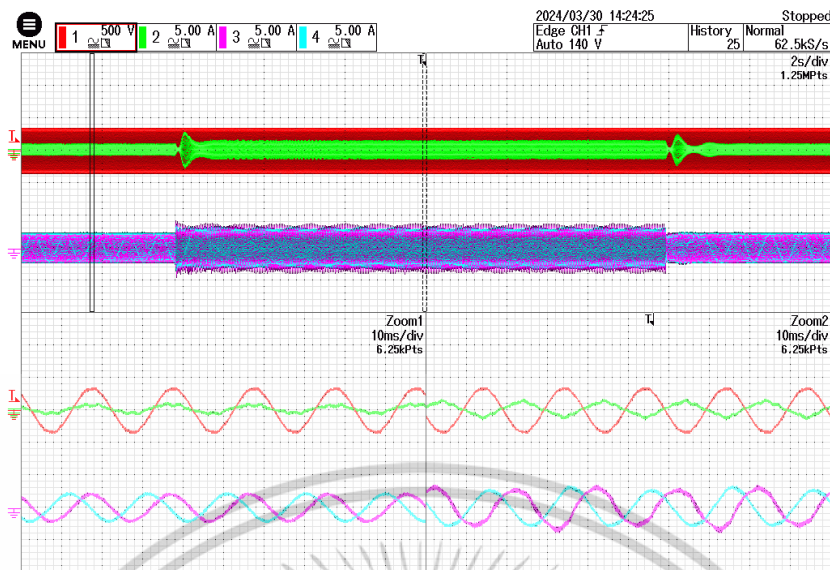 2024/03/30 14:24:25 Stopped
MENU
1 500 V 2 5.00 A 3 5.00 A 4 5.00 A
Edge CH1
Auto 140 V
History
25
Normal
62.5kS/s
2s/div
1.25MPts
T
T
Zoom1
10ms/div
6.25kPts
T
Zoom2
10ms/div
6.25kPts
T